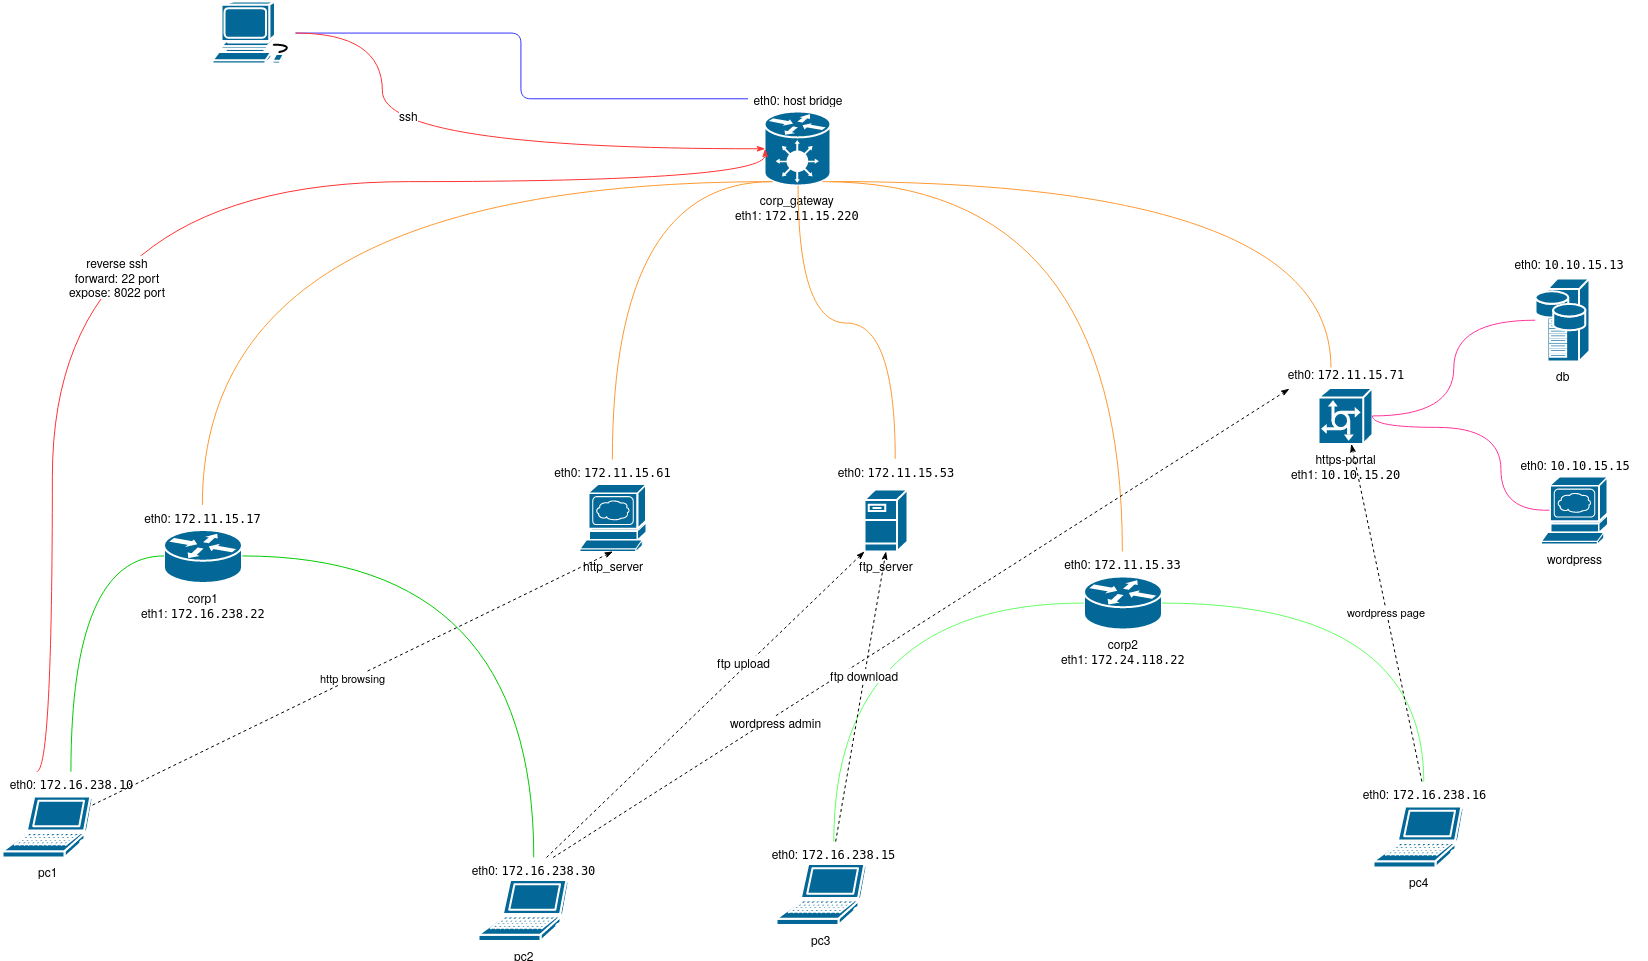 eth0: host bridge
ssh
corp_gateway
eth1: 172.11.15.220
reverse ssh
forward: 22 port
expose: 8022 port
eth0: 10.10.15.13
db
eth0: 172.11.15.71
https-portal
eth1: 10.10.15.20
eth0: 10.10.15.15
wordpress
eth0: 172.11.15.61
http_server
eth0: 172.11.15.53
ftp_server
eth0: 172.11.15.17
corp1
eth1: 172.16.238.22
eth0: 172.11.15.33
corp2
eth1: 172.24.118.22
wordpress page
ftp upload
ftp download
http browsing
wordpress admin
eth0: 172.16.238.10
pc1
eth0: 172.16.238.30
pc2
eth0: 172.16.238.15
pc3
eth0: 172.16.238.16
pc4